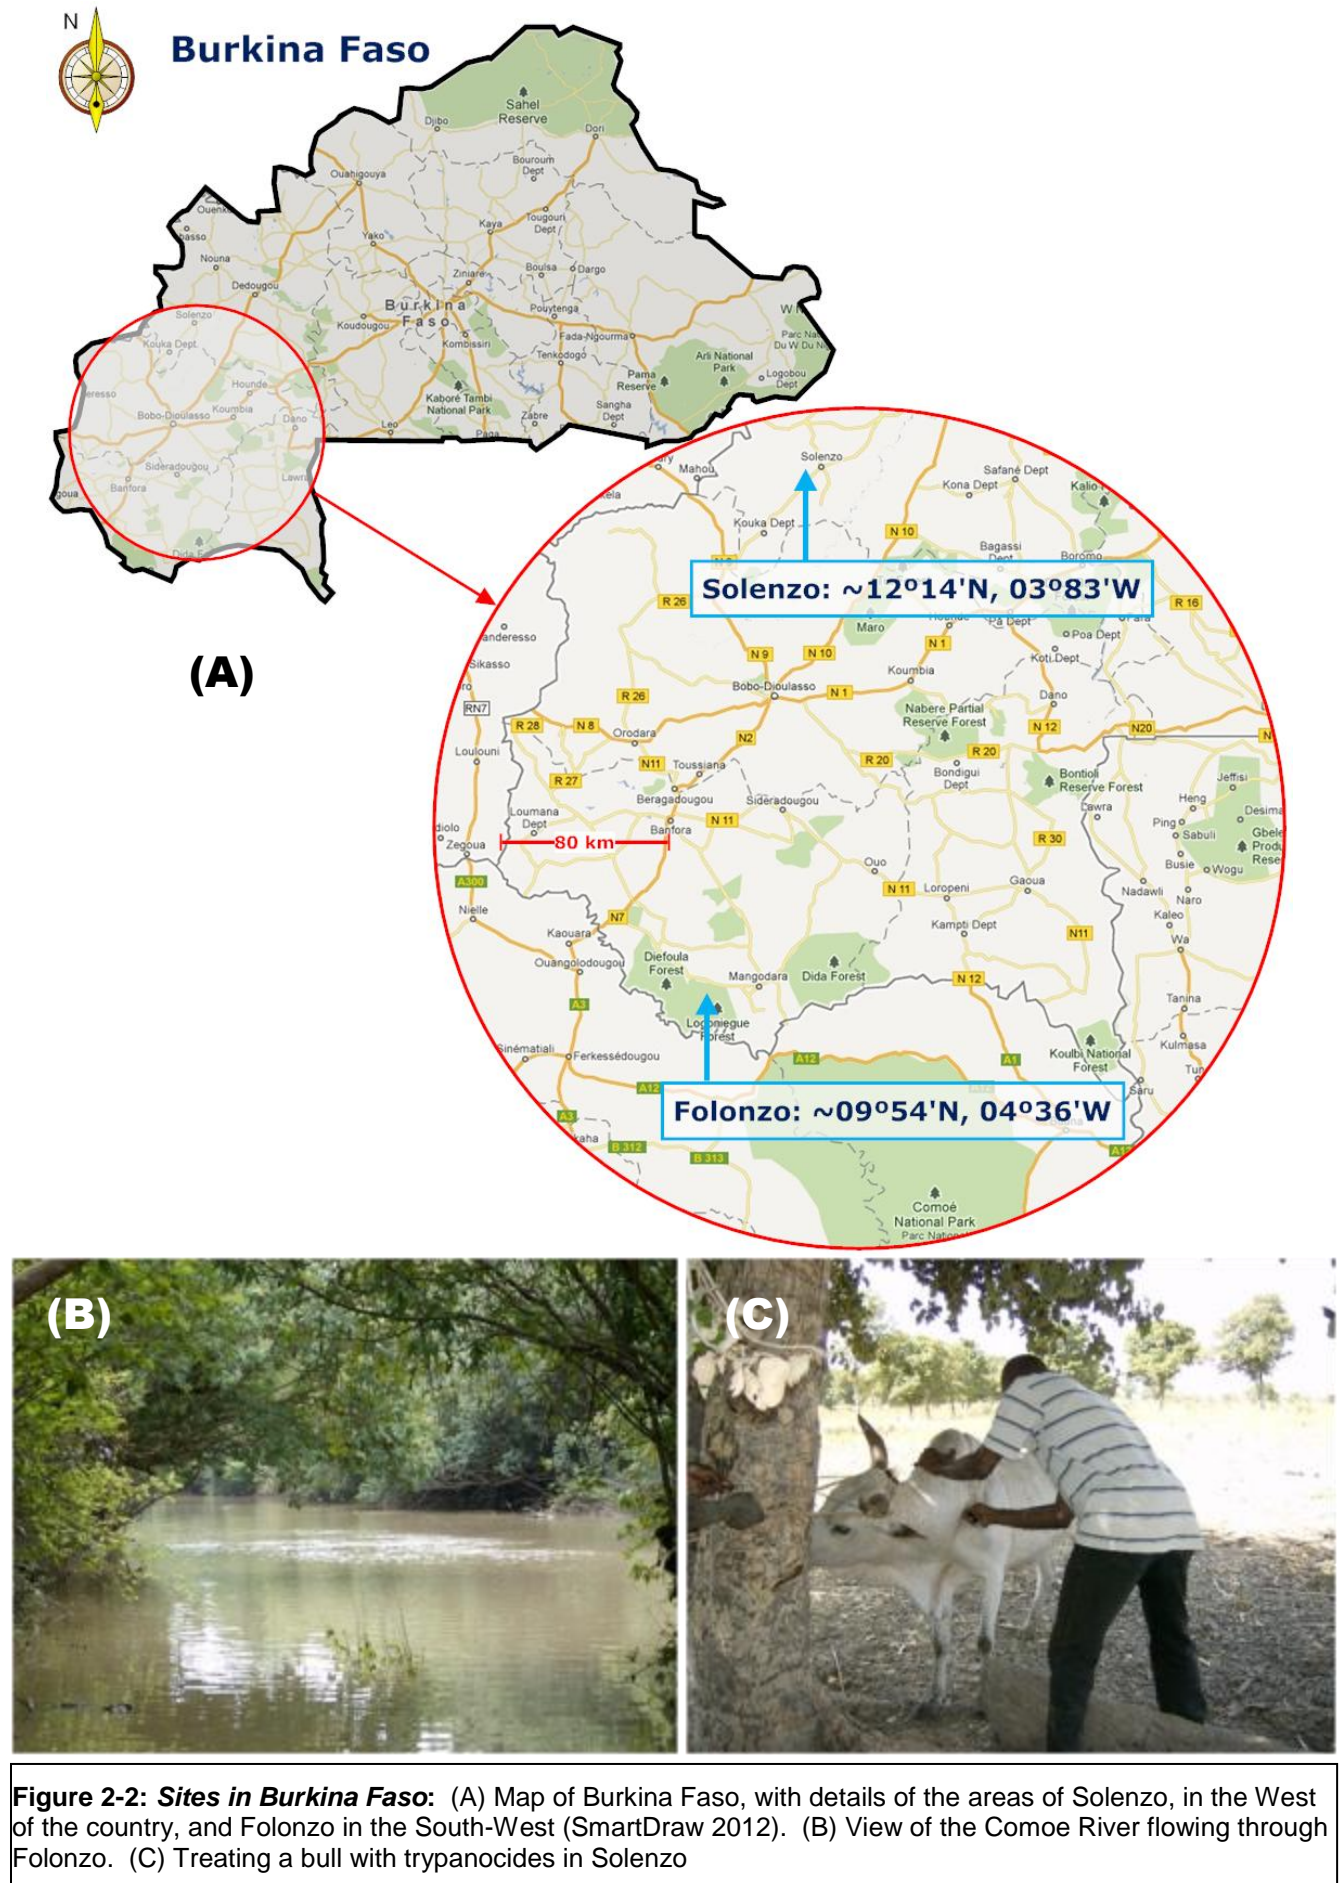 N
Burkina Faso
Sahel
Reserve
Djibo
Dori
Bouroum
Dept
Ouahigouya
Tougouri
Dept
Kaya
Yako
Nouna
Boulsa
Dargo
Ziniare
Dedougou
Burkina
Faso
Pouytenga
Koudougou
Kombissiri
Fada-Ngourma
Tenkodogo
Arli National
Park
Pama
Reserve
Logobou
Dept
Kaboré Tambi
National Park
Sangha
Dept
Zabre
Leo
Solenzo
Kouka Dept
Hounde
Bobo-Dioulasso
Koumbia
Dano
Sideradougou
Banfora
Lawra
(A)
Solenzo
Mahou
Safané Dept
Kona Dept
Kouka Dept
N 10
Bagassi
Boromo
Solenzo: ~12º14'N, 03º83'W
R 26
R 16
Maro
Pâ Dept
Poa Dept
N 1
Koti Dept
N 9
N 10
Koumbia
Sikasso
Bobo-Dioulasso
N 1
R 26
Dano
RN7
Nabere Partial
Reserve Forest
R 28
N 8
N 12
N20
Orodara
N2
Loulouni
N11
Toussiana
R 20
R 20
Bondigui
Dept
Bontioli
Reserve Forest
Jeffisi
R 27
Beragadougou
Sideradougou
Heng
Loumana
Dept
Lawra
Ping
Sabuli
N 11
Banfora
80 km
R 30
Zegoua
Busie
Wogu
Ouo
A300
N 11
Loropeni
Gaoua
Nadawli
Naro
Nielle
N7
Kaleo
Kampti Dept
N11
Kaouara
Wa
Ouangolodougou
Diefoula
Forest
Mangodara
Dida Forest
N 12
A3
Tanina
Logoniegue
Forest
Sinématiali
Ferkessédougou
A12
A1
Koulbi National
Forest
Kulmasa
A12
Saru
Folonzo: ~09º54'N, 04º36'W
A3
B 312
B 313
Comoé
National Park
(B)
(C)
Figure 2-2: Sites in Burkina Faso: (A) Map of Burkina Faso, with details of the areas of Solenzo, in the West
of the country, and Folonzo in the South-West (SmartDraw 2012). (B) View of the Comoe River flowing through
Folonzo. (C) Treating a bull with trypanocides in Solenzo